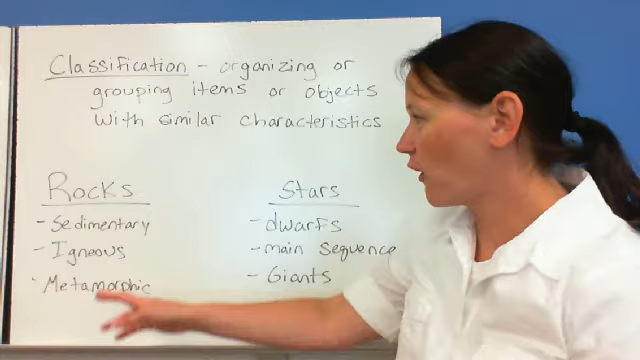 Classification - organizing or
grouping items or objects
with similar characteristics
Rocks
- Sedimentary
- Igneous
- Metamorphic
Stars
- dwarfs
- main sequence
- Giants